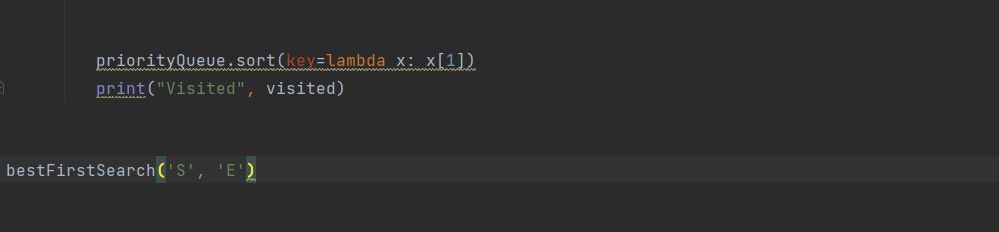 priorityQueue.sort(key=lambda x: x[1])
print("Visited", visited)
bestFirstSearch('S', 'E')